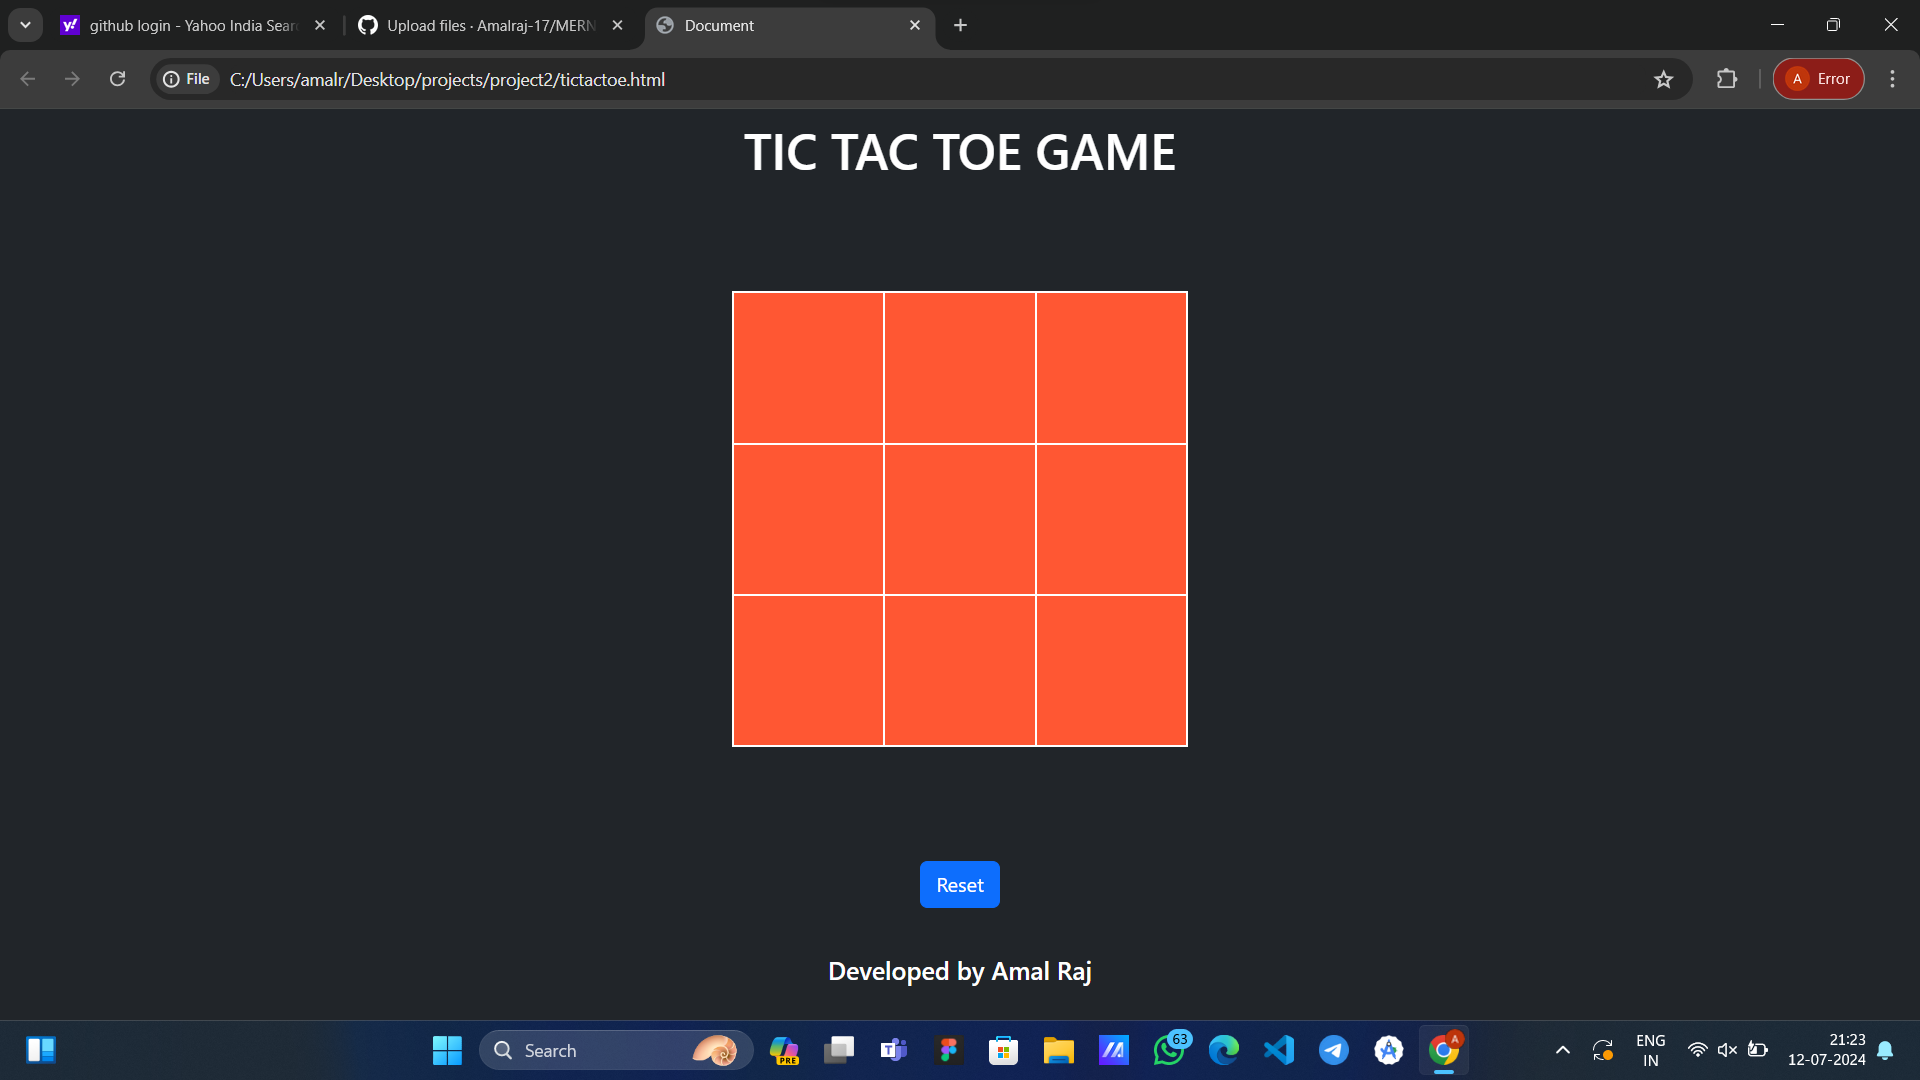 github login - Yahoo India Sear
Upload files · Amalraj-17/MERN
Document
File
C:/Users/amalr/Desktop/projects/project2/tictactoe.html
A
Error
TIC TAC TOE GAME
Reset
Developed by Amal Raj
Search
PRE
63
A
ENG
IN
21:23
12-07-2024